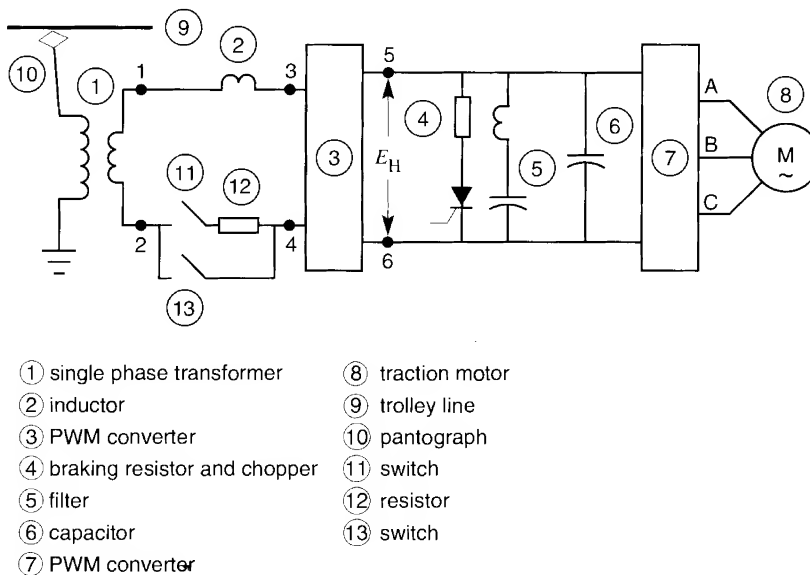 9
10
1
1
2
3
5
4
E_H
6
A
8
B
M
~
C
3
5
7
11
12
2
4
6
13
1 single phase transformer
2 inductor
3 PWM converter
4 braking resistor and chopper
5 filter
6 capacitor
7 PWM converter
8 traction motor
9 trolley line
10 pantograph
11 switch
12 resistor
13 switch